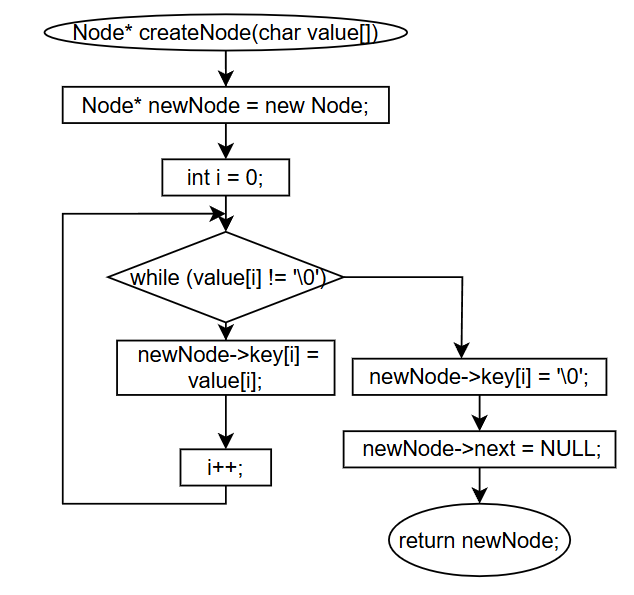 Node* createNode(char value[])
Node* newNode = new Node;
int i = 0;
while (value[i] != '\0')
newNode->key[i] =
value[i];
i++;
newNode->key[i] = '\0';
newNode->next = NULL;
return newNode;